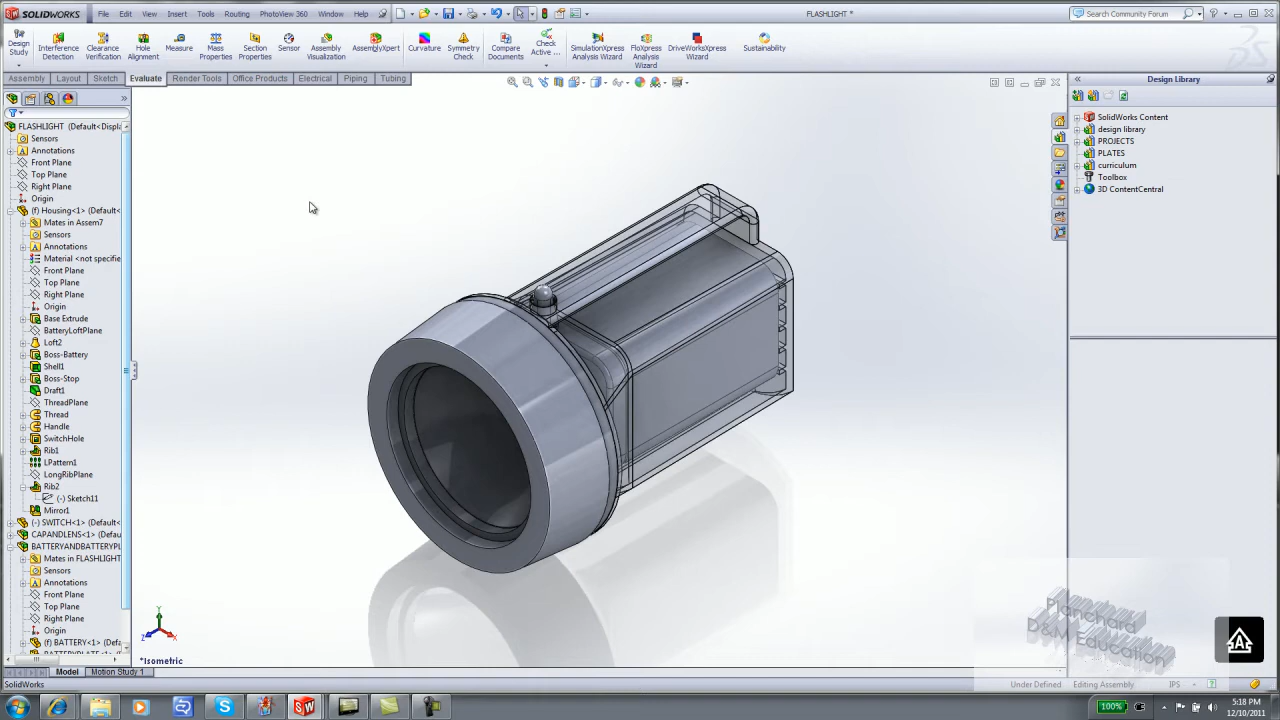 SOLIDWORKS File Edit View Insert Tools Routing PhotoView 360 Window Help FLASHLIGHT * Search Community Forum
Design Study Interference Detection Clearance Verification Hole Alignment Measure Mass Properties Section Properties Sensor Assembly Visualization AssemblyXpert Curvature Symmetry Check Compare Documents Check Active ... SimulationXpress Analysis Wizard FloXpress Analysis Wizard DriveWorksXpress Wizard Sustainability
Assembly Layout Sketch Evaluate Render Tools Office Products Electrical Piping Tubing
Design Library
SolidWorks Content
design library
PROJECTS
PLATES
curriculum
Toolbox
3D ContentCentral
FLASHLIGHT (Default<Displa
Sensors
Annotations
Front Plane
Top Plane
Right Plane
Origin
(f) Housing<1> (Default<
Mates in Assem7
Sensors
Annotations
Material <not specifie
Front Plane
Top Plane
Right Plane
Origin
Base Extrude
BatteryLoftPlane
Loft2
Boss-Battery
Shell1
Boss-Stop
Draft1
ThreadPlane
Thread
Handle
SwitchHole
Rib1
LPattern1
LongRibPlane
Rib2
(-) Sketch11
Mirror1
(-) SWITCH<1> (Default<
CAPANDLENS<1> (Defau
BATTERYANDBATTERYPL
Mates in FLASHLIGHT
Sensors
Annotations
Front Plane
Top Plane
Right Plane
Origin
(f) BATTERY<1> (Defa
Y
Z X
*Isometric
Planchard
D&M Education
Model Motion Study 1
SolidWorks Under Defined Editing Assembly IPS
100% 5:18 PM
12/10/2011